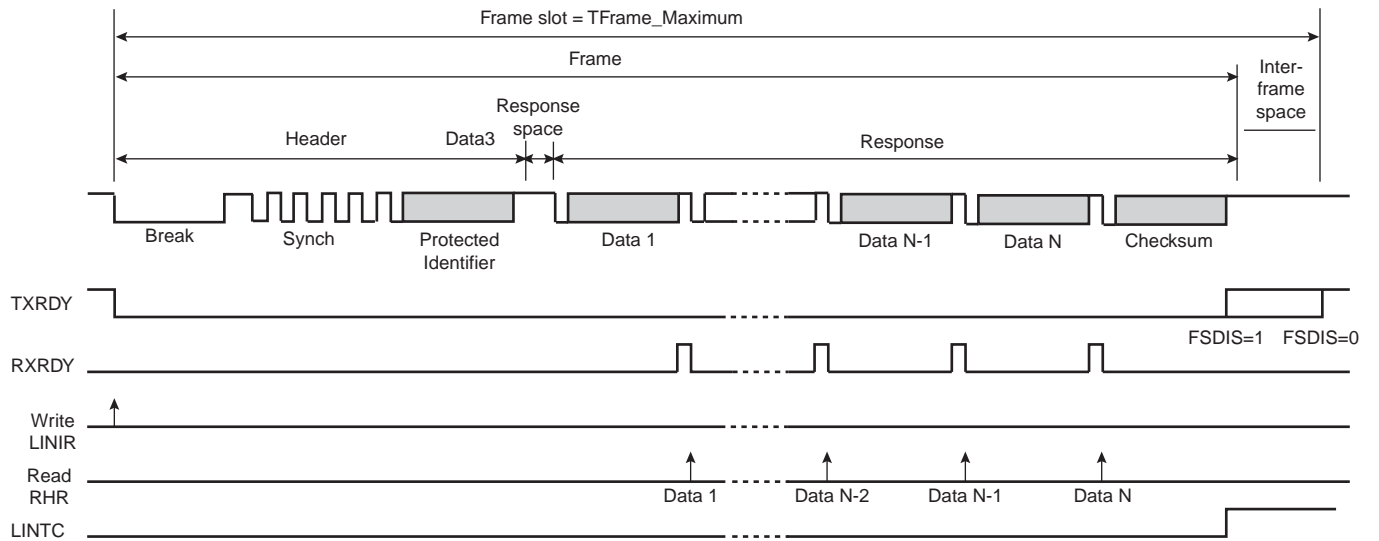 Frame slot = TFrame_Maximum
Frame
Inter-
frame
space
Response
space
Header
Data3
Response
Break
Synch
Protected
Identifier
Data 1
Data N-1
Data N
Checksum
TXRDY
FSDIS=1
FSDIS=0
RXRDY
Write
LINIR
Read
RHR
Data 1
Data N-2
Data N-1
Data N
LINTC